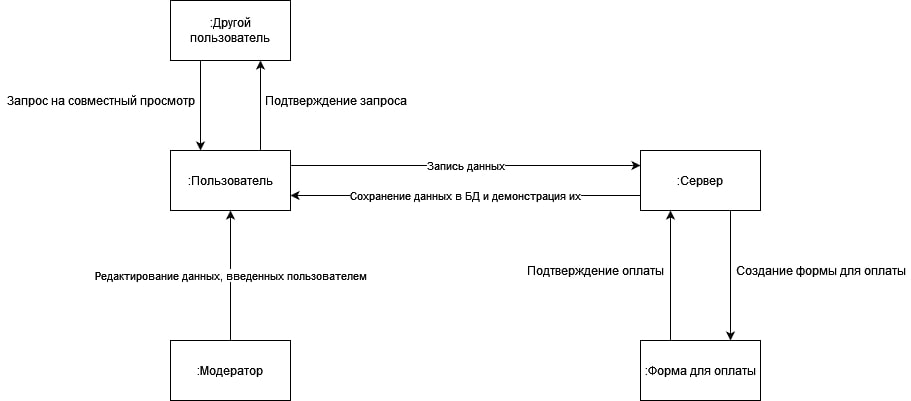 :Другой
пользователь
Запрос на совместный просмотр
Подтверждение запроса
:Пользователь
Запись данных
:Сервер
Сохранение данных в БД и демонстрация их
Редактирование данных, введенных пользователем
Подтверждение оплаты
Создание формы для оплаты
:Модератор
:Форма для оплаты